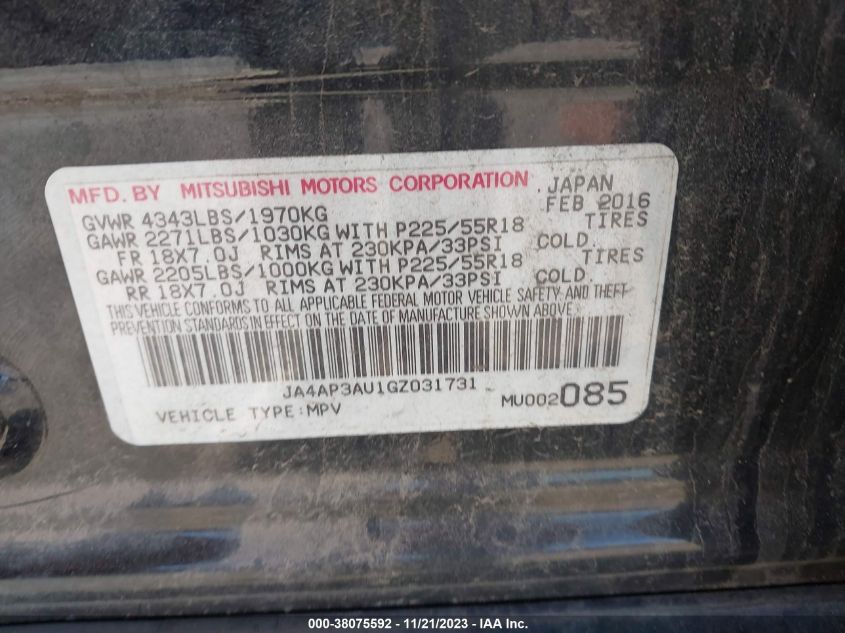 MFD. BY MITSUBISHI MOTORS CORPORATION JAPAN
GVWR 4343LBS/1970KG FEB 2016
GAWR 2271LBS/1030KG WITH P225/55R18 TIRES
FR 18X7.0J RIMS AT 230KPA/33PSI COLD.
GAWR 2205LBS/1000KG WITH P225/55R18 TIRES
RR 18X7.0J RIMS AT 230KPA/33PSI COLD.
THIS VEHICLE CONFORMS TO ALL APPLICABLE FEDERAL MOTOR VEHICLE SAFETY AND THEFT
PREVENTION STANDARDS IN EFFECT ON THE DATE OF MANUFACTURE SHOWN ABOVE.
JA4AP3AU1GZ031731
VEHICLE TYPE:MPV MU002085
000-38075592 - 11/21/2023 - © IAA, Inc.